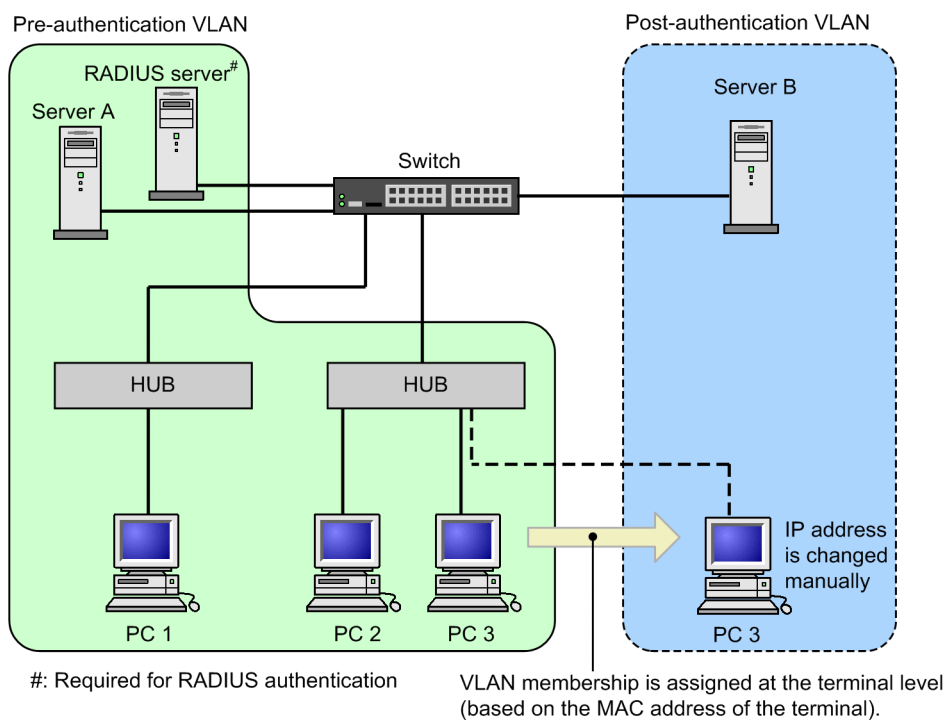 Pre-authentication VLAN
Post-authentication VLAN
RADIUS server#
Server A
Server B
Switch
HUB
HUB
IP address
is changed
manually
PC 1
PC 2
PC 3
PC 3
#: Required for RADIUS authentication
VLAN membership is assigned at the terminal level
(based on the MAC address of the terminal).